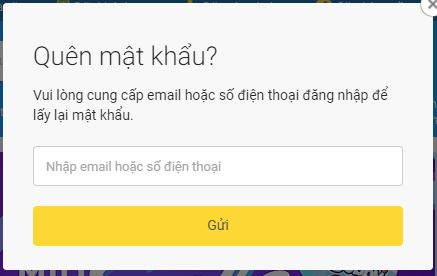 Quên mật khẩu?
Vui lòng cung cấp email hoặc số điện thoại đăng nhập để
lấy lại mật khẩu.
Nhập email hoặc số điện thoại
Gửi